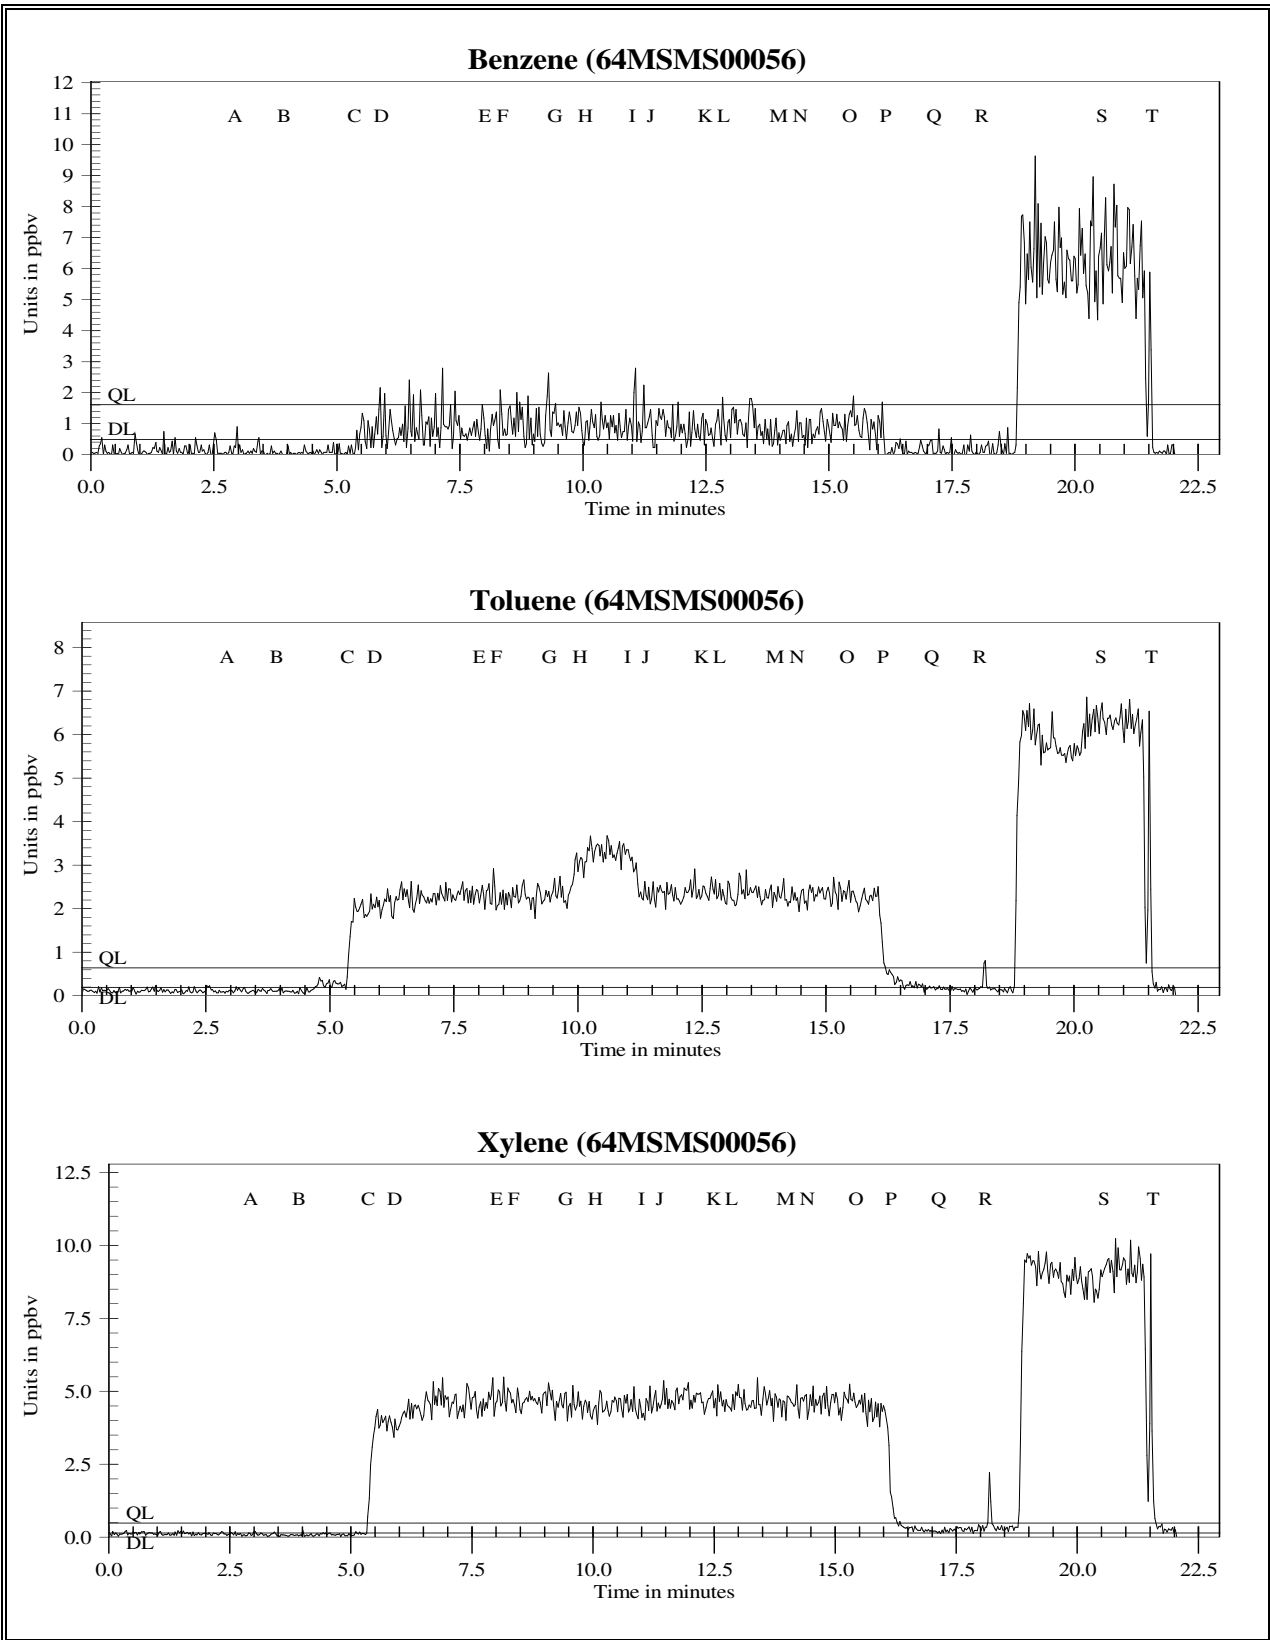 Benzene (64MSMS00056)
12
11
10
9
8
7
6
5
4
3
2
1
0
Units in ppbv
A B C D E F G H I J K L M N O P Q R S T
QL
DL
0.0 2.5 5.0 7.5 10.0 12.5 15.0 17.5 20.0 22.5
Time in minutes
Toluene (64MSMS00056)
8
7
6
5
4
3
2
1
0
Units in ppbv
A B C D E F G H I J K L M N O P Q R S T
QL
DL
0.0 2.5 5.0 7.5 10.0 12.5 15.0 17.5 20.0 22.5
Time in minutes
Xylene (64MSMS00056)
12.5
10.0
7.5
5.0
2.5
0.0
Units in ppbv
A B C D E F G H I J K L M N O P Q R S T
QL
DL
0.0 2.5 5.0 7.5 10.0 12.5 15.0 17.5 20.0 22.5
Time in minutes